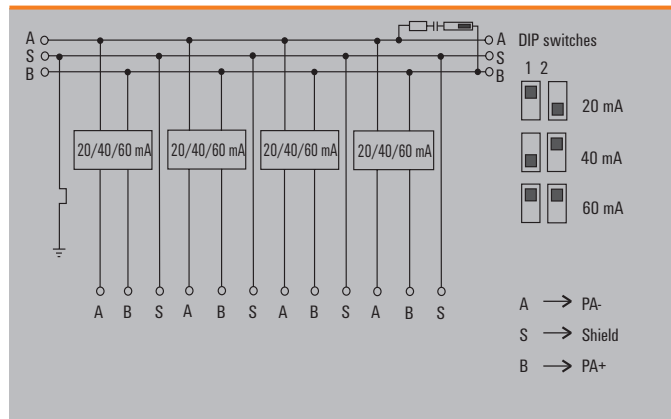 A A DIP switches
S S
B B
1 2
20 mA
20/40/60 mA 20/40/60 mA 20/40/60 mA 20/40/60 mA
40 mA
60 mA
A B S A B S A B S A B S
A → PA-
S → Shield
B → PA+